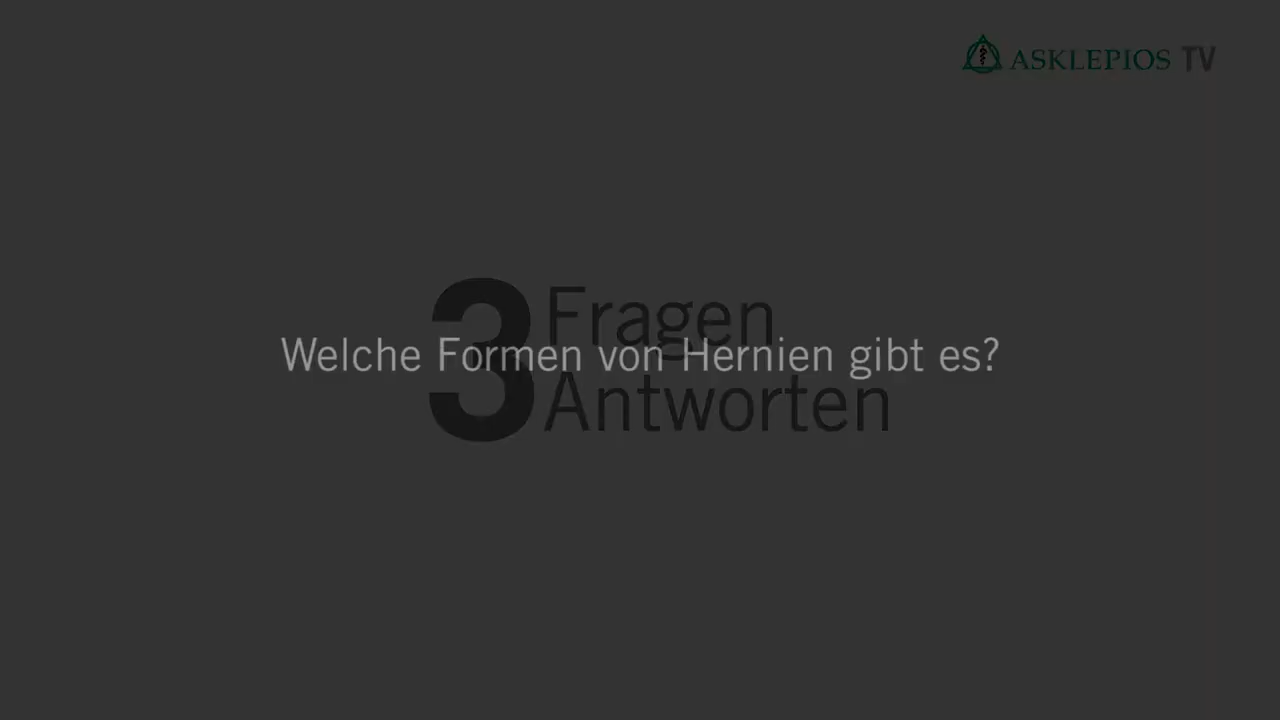 ASKLEPIOS TV
3 Fragen
Antworten
Welche Formen von Hernien gibt es?